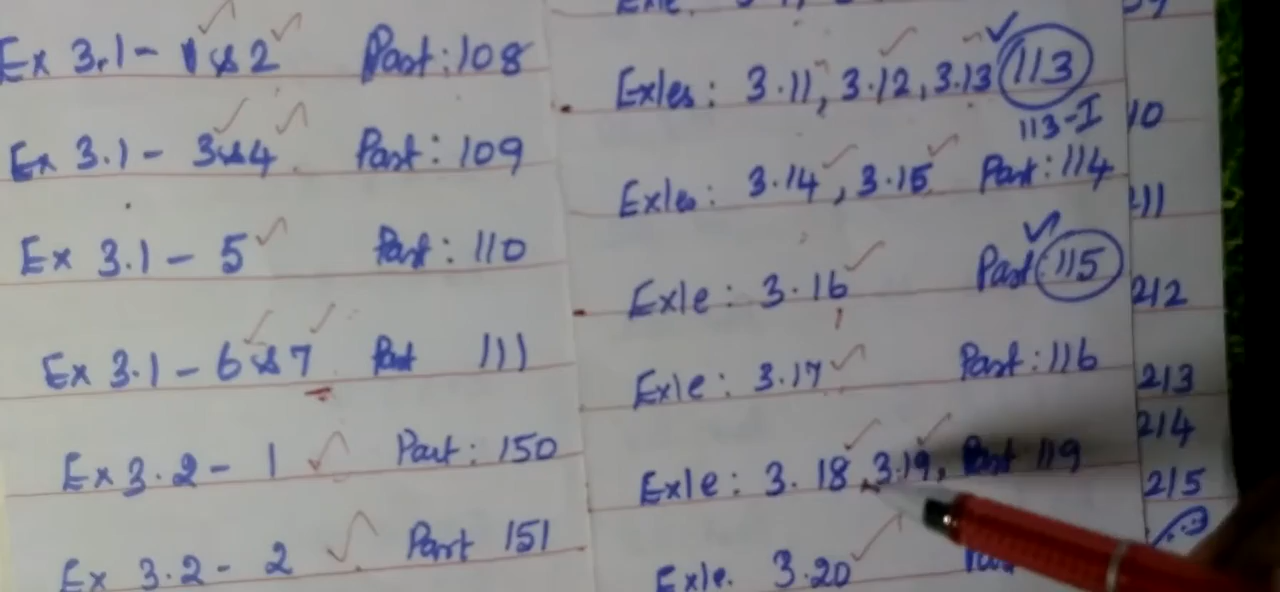 Ex 3.1 - 1 & 2 Part: 108
Ex 3.1 - 3 & 4 Part: 109
Ex 3.1 - 5 Part: 110
Ex 3.1 - 6 & 7 Part 111
Ex 3.2 - 1 Part: 150
Ex 3.2 - 2 Part 151
Exles: 3.11, 3.12, 3.13 113
113-I
Exles: 3.14, 3.15 Part: 114
Exle: 3.16 Part: 115
Exle: 3.17 Part: 116
Exle: 3.18, 3.19, Part 119
Exle. 3.20
10
211
212
213
214
215